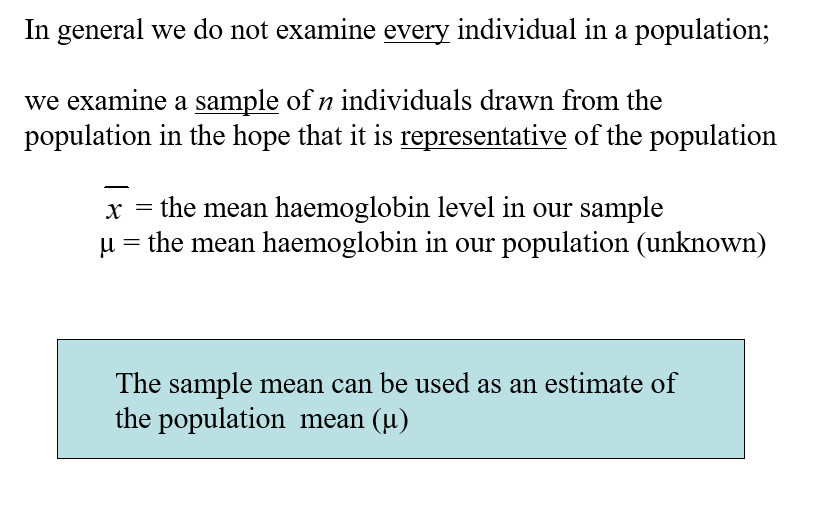 In general we do not examine every individual in a population;
we examine a sample of n individuals drawn from the
population in the hope that it is representative of the population
x̄ = the mean haemoglobin level in our sample
μ = the mean haemoglobin in our population (unknown)
The sample mean can be used as an estimate of
the population mean (μ)